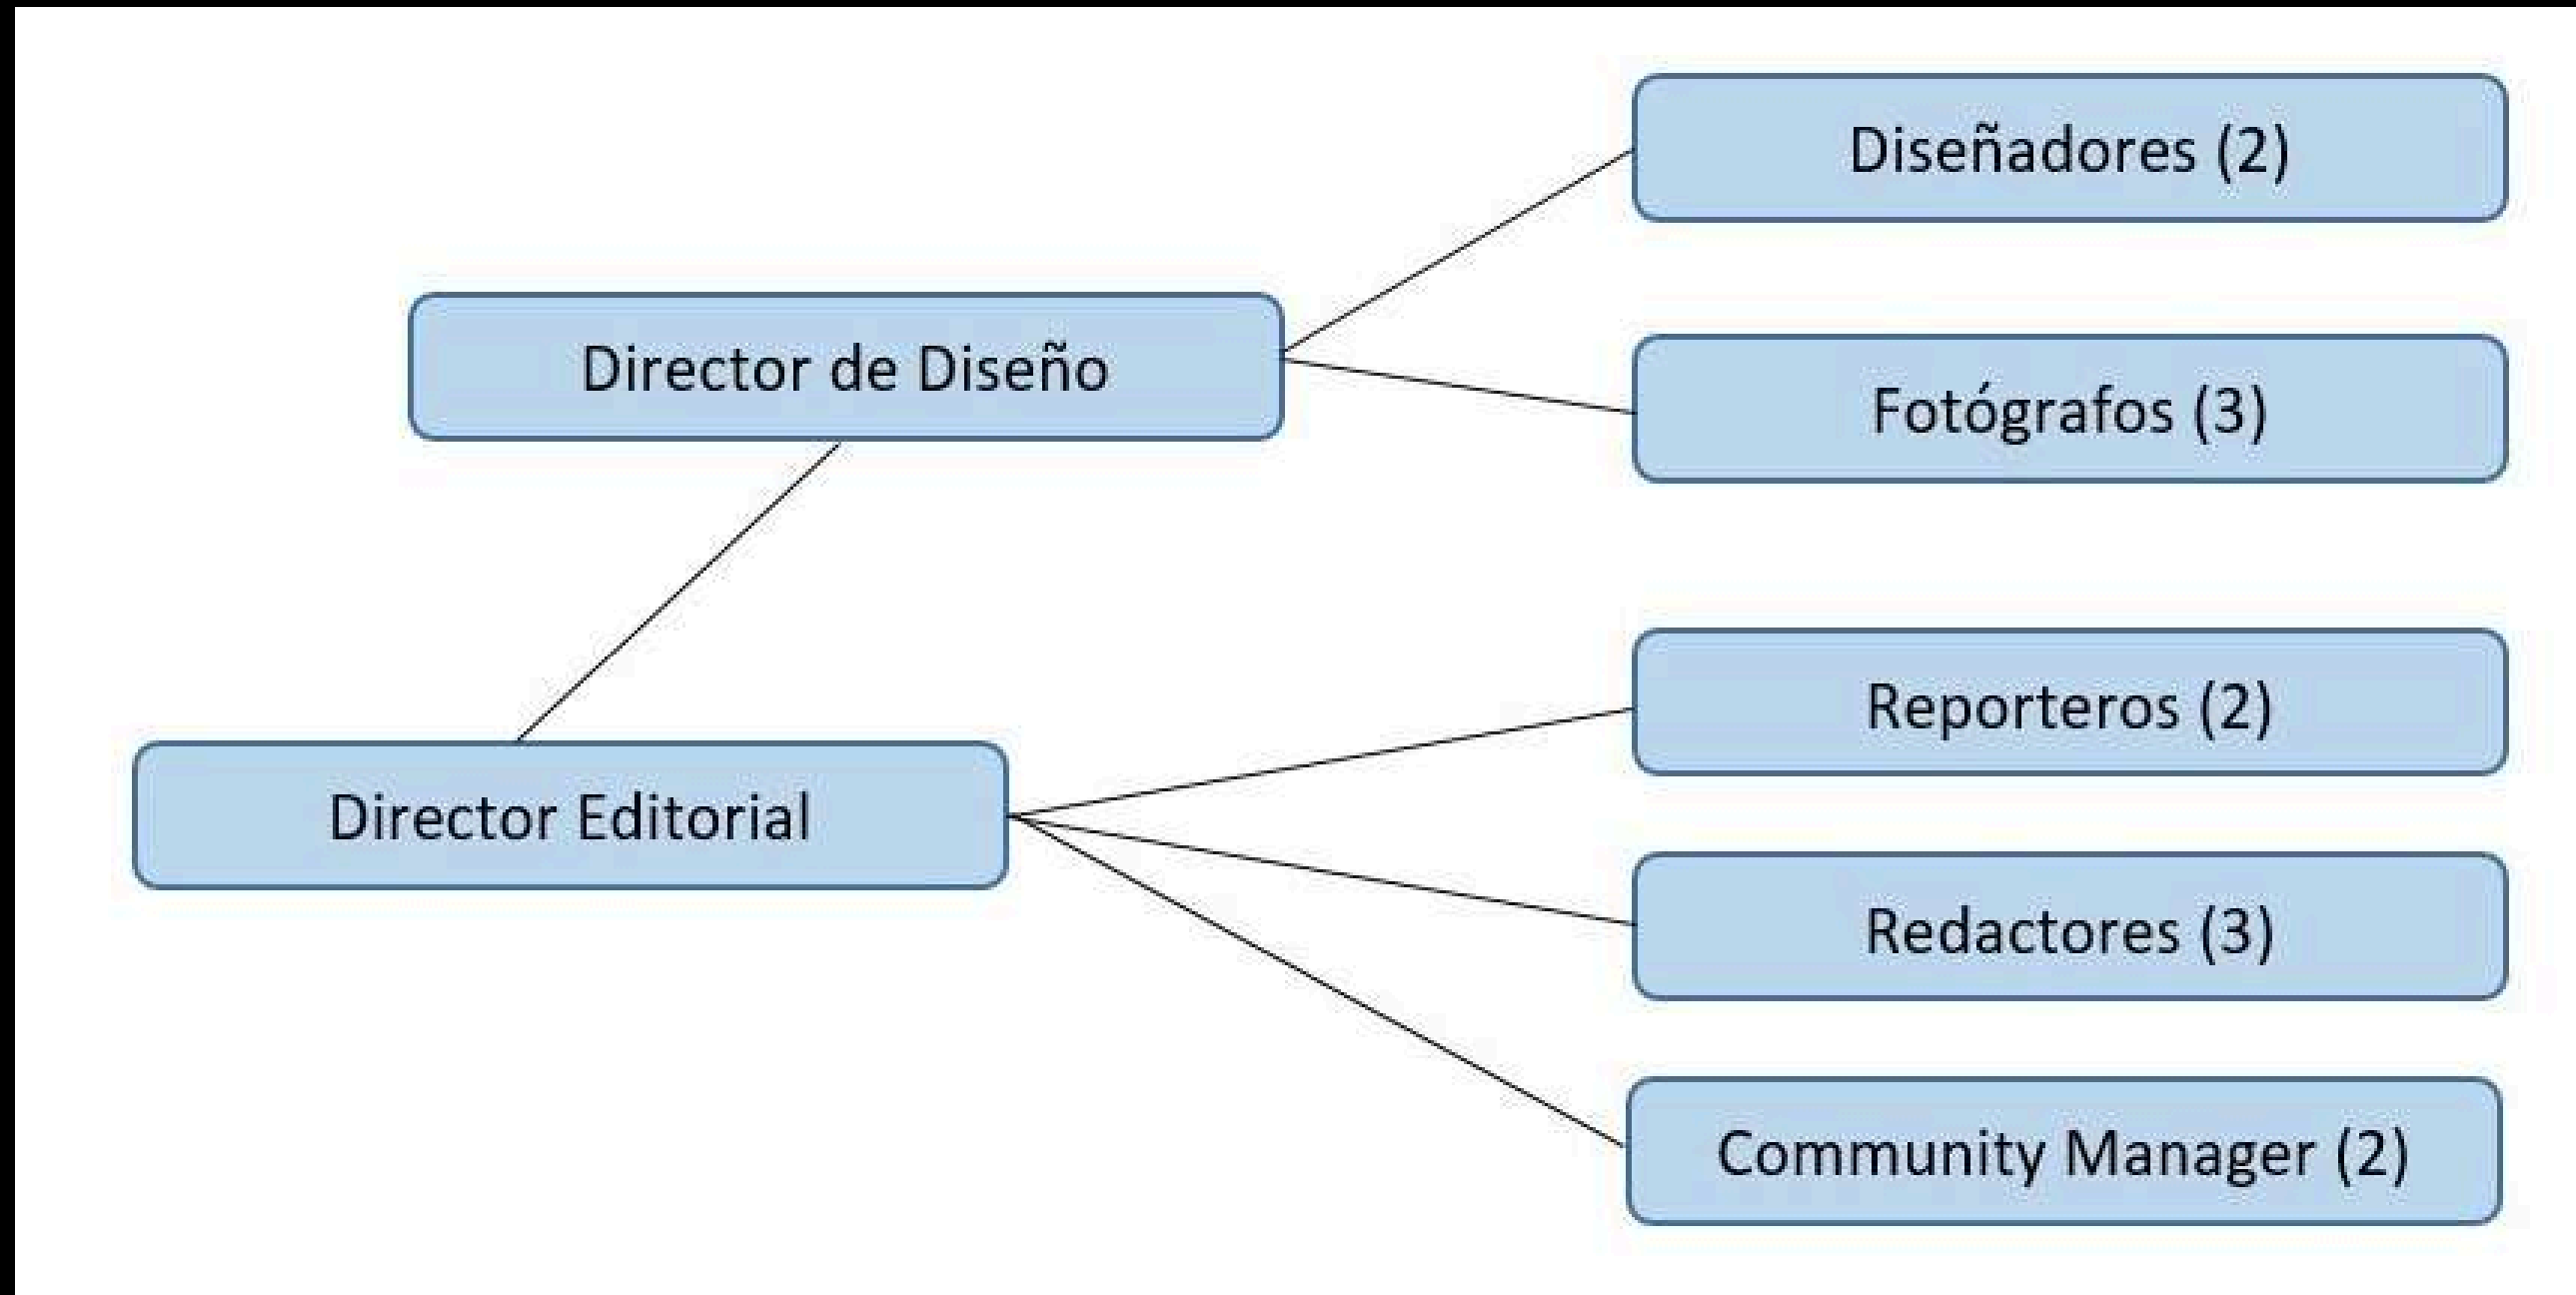 Diseñadores (2)
Director de Diseño
Fotógrafos (3)
Reporteros (2)
Director Editorial
Redactores (3)
Community Manager (2)